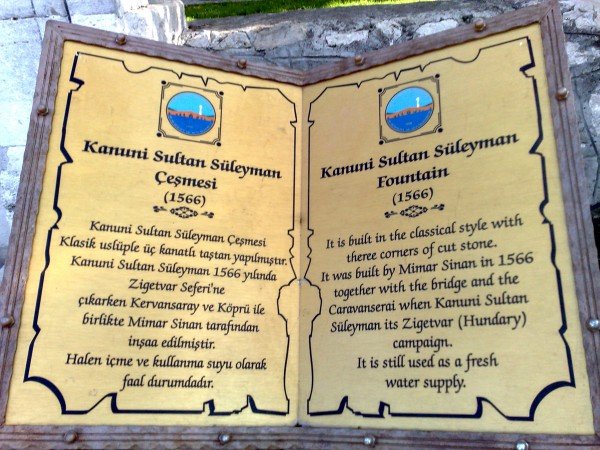 Kanuni Sultan Süleyman
Çeşmesi
(1566)
Kanuni Sultan Süleyman Çeşmesi
Klasik uslüple üç kanatlı taştan yapılmıştır.
Kanuni Sultan Süleyman 1566 yılında
Zigetvar Seferi'ne
çıkarken Kervansaray ve Köprü ile
birlikte Mimar Sinan tarafından
inşaa edilmiştir.
Halen içme ve kullanma suyu olarak
faal durumdadır.
Kanuni Sultan Süleyman
Fountain
(1566)
It is built in the classical style with
theree corners of cut stone.
It was built by Mimar Sinan in 1566
together with the bridge and the
Caravanserai when Kanuni Sultan
Süleyman its Zigetvar (Hundary)
campaign.
It is still used as a fresh
water supply.